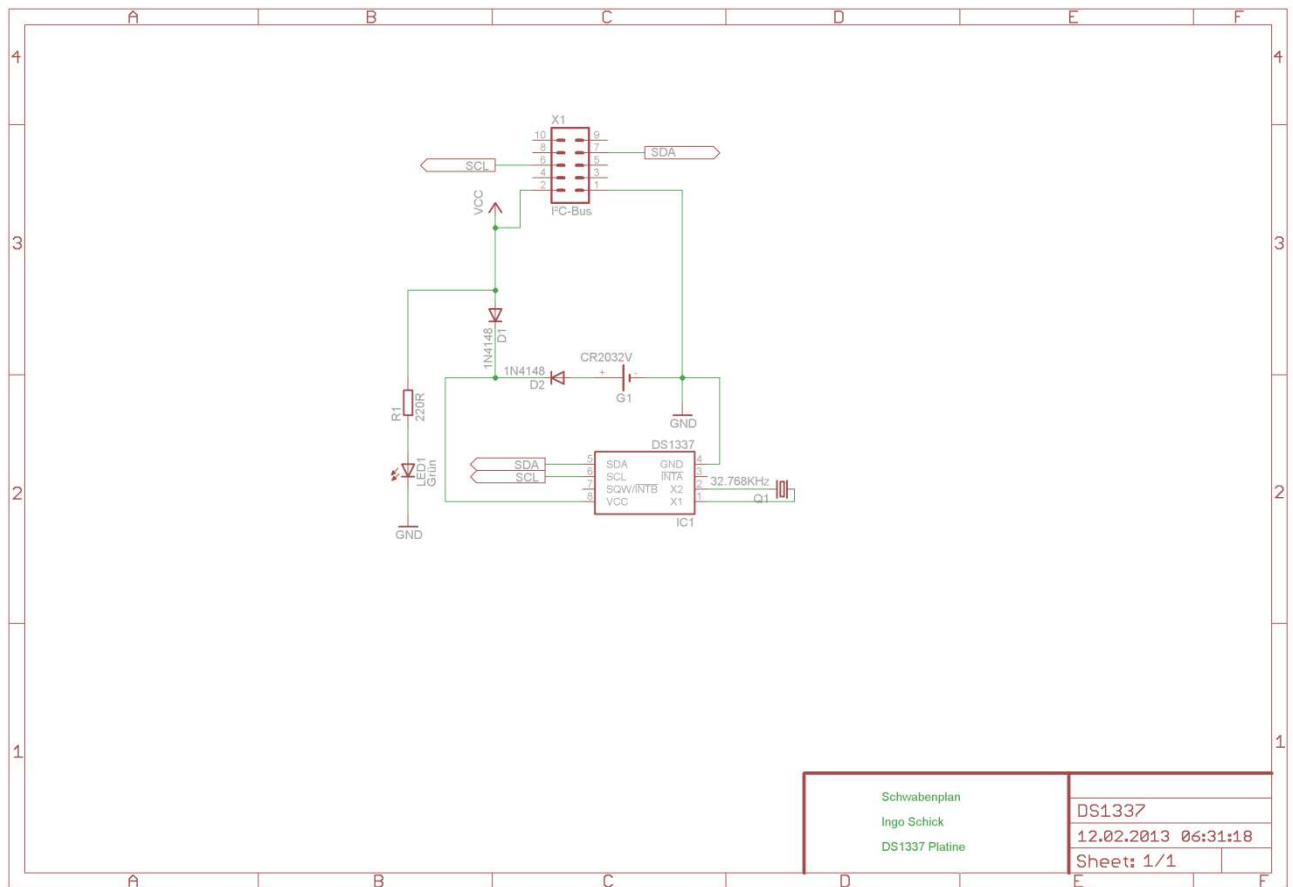 A B C D E F
4 4
X1
10 9
8 7
SDA
6 5
SCL
4 3
2 1
I²C-Bus
VCC
3 3
1N4148
D1
CR2032V
1N4148
+ -
D2
G1
R1
220R
GND
DS1337
LED1
Grün
SDA 5 SDA GND 4
SCL 6 SCL INTA 3
7 SQW/INTB X2 2 32.768KHz
8 VCC X1 1 Q1
2 2
IC1
GND
1 1
Schwabenplan
Ingo Schick
DS1337 Platine
DS1337
12.02.2013 06:31:18
Sheet: 1/1
A B C D E F